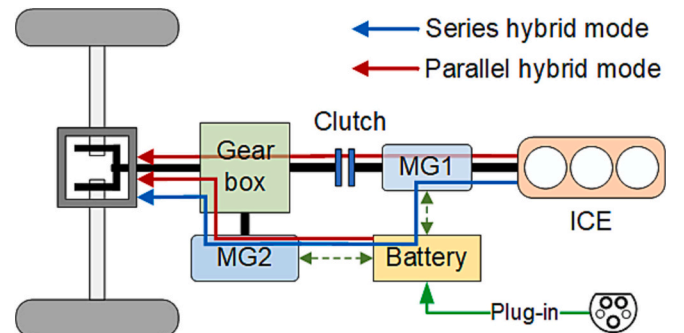 Series hybrid mode
Parallel hybrid mode
Clutch
Gear
box
MG1
ICE
MG2
Battery
Plug-in